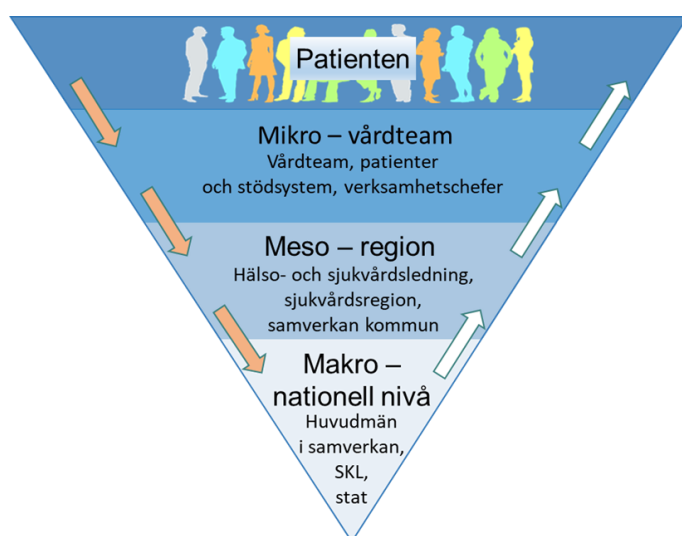 Patienten
Mikro – vårdteam
Vårdteam, patienter
och stödsystem, verksamhetschefer
Meso – region
Hälso- och sjukvårdsledning,
sjukvårdsregion,
samverkan kommun
Makro –
nationell nivå
Huvudmän
i samverkan,
SKL,
stat